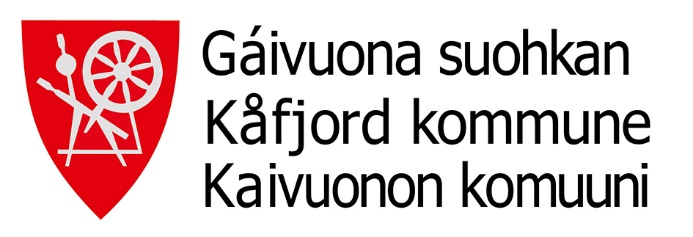 Gáivuona suohkan
Kåfjord kommune
Kaivuonon komuuni